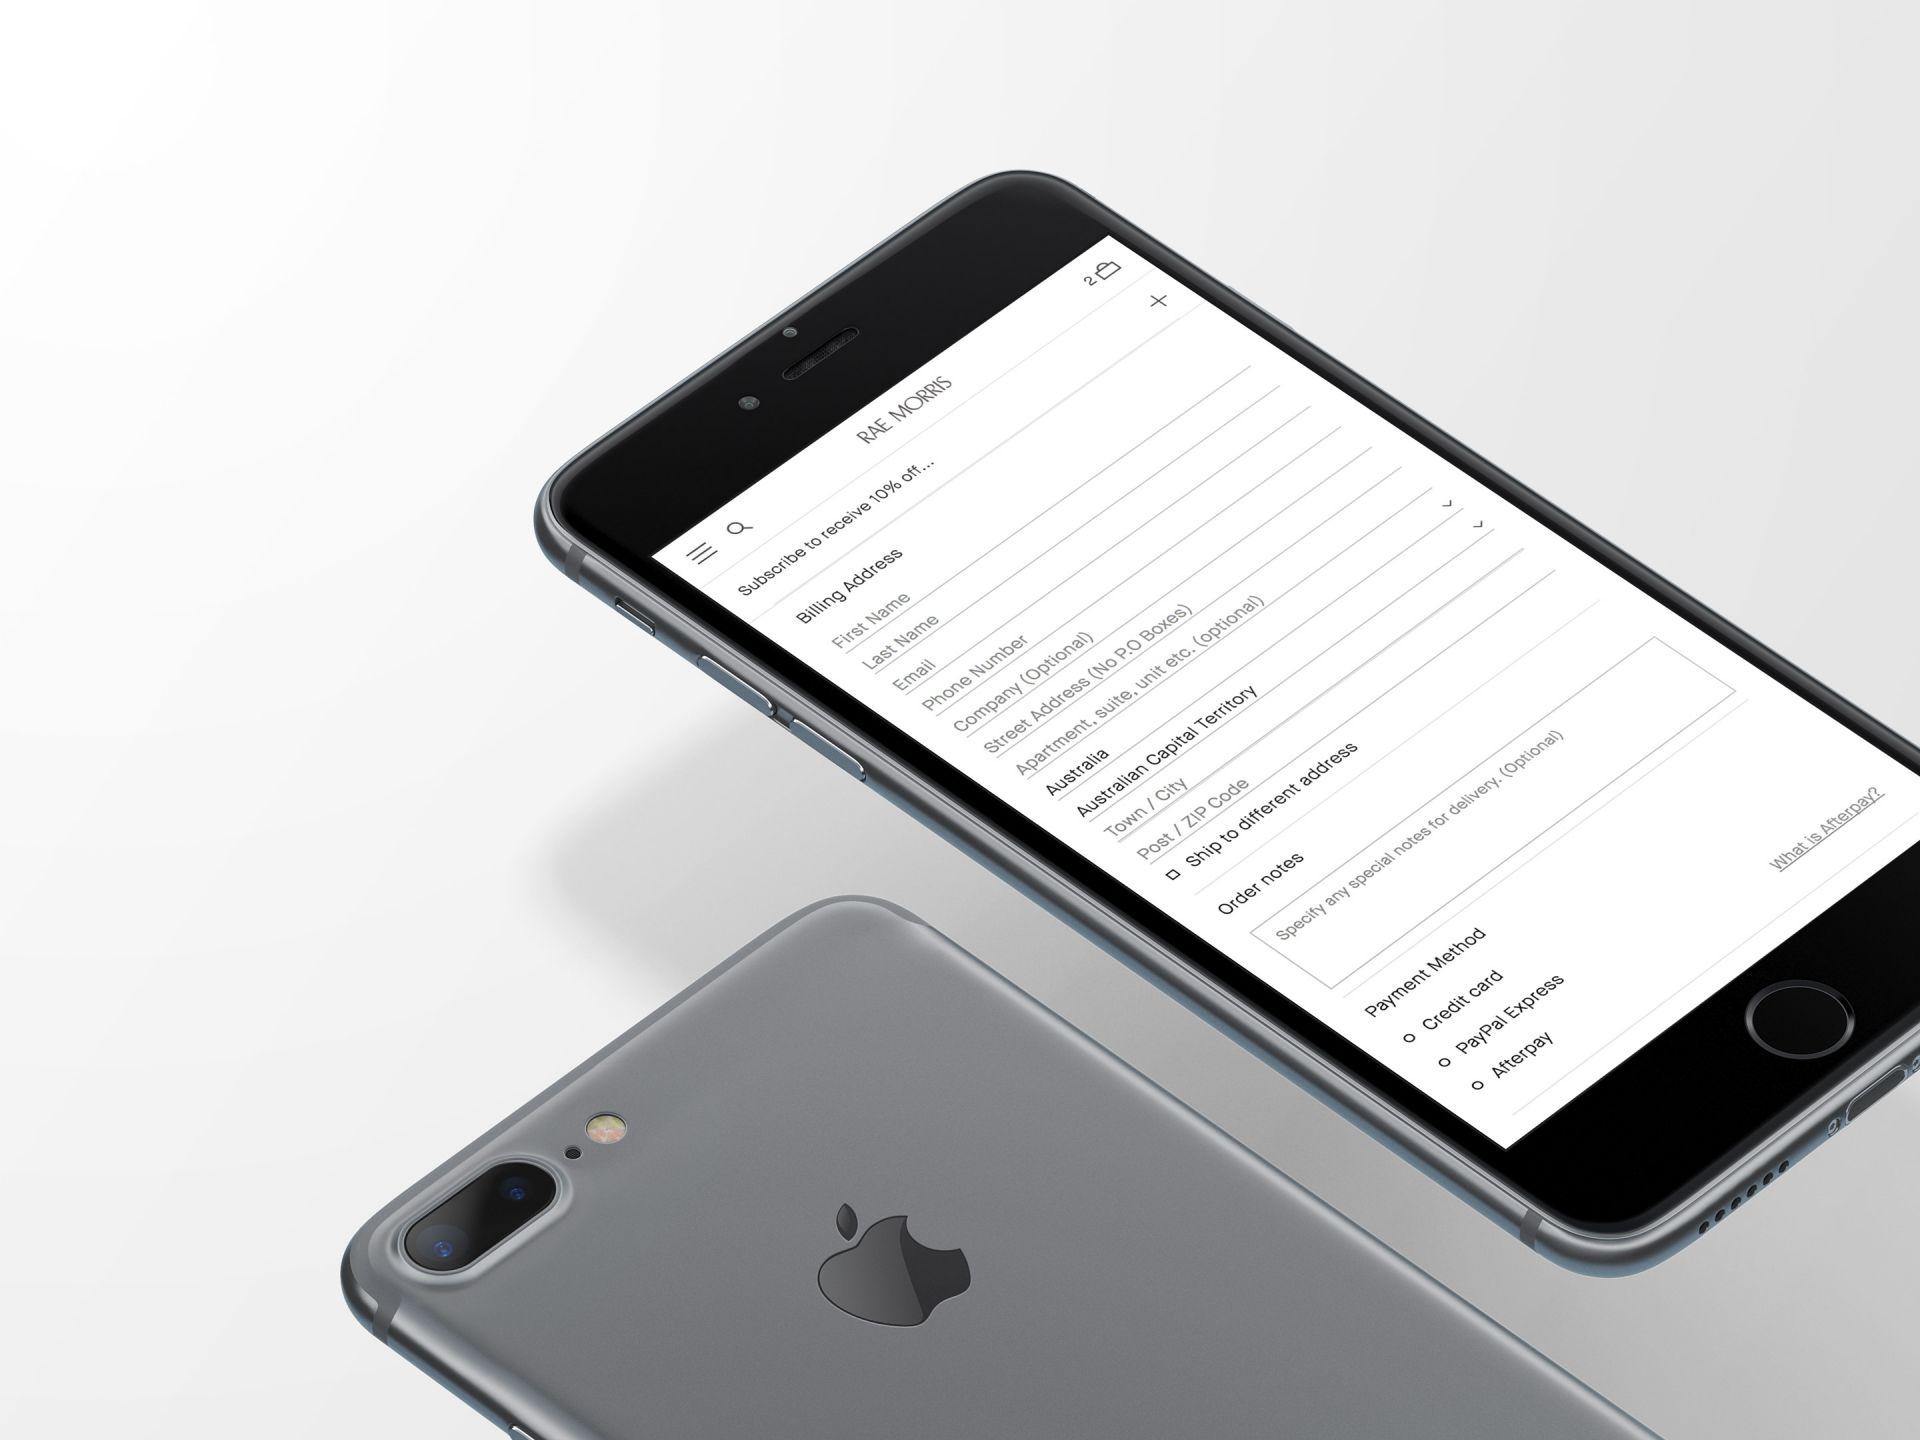 2
RAE MORRIS
Subscribe to receive 10% off...
Billing Address
First Name
Last Name
Email
Phone Number
Company (Optional)
Street Address (No P.O Boxes)
Apartment, suite, unit etc. (optional)
Australia
Australian Capital Territory
Town / City
Post / ZIP Code
Ship to different address
Order notes
Specify any special notes for delivery. (Optional)
Payment Method
Credit card
PayPal Express
Afterpay
What is Afterpay?